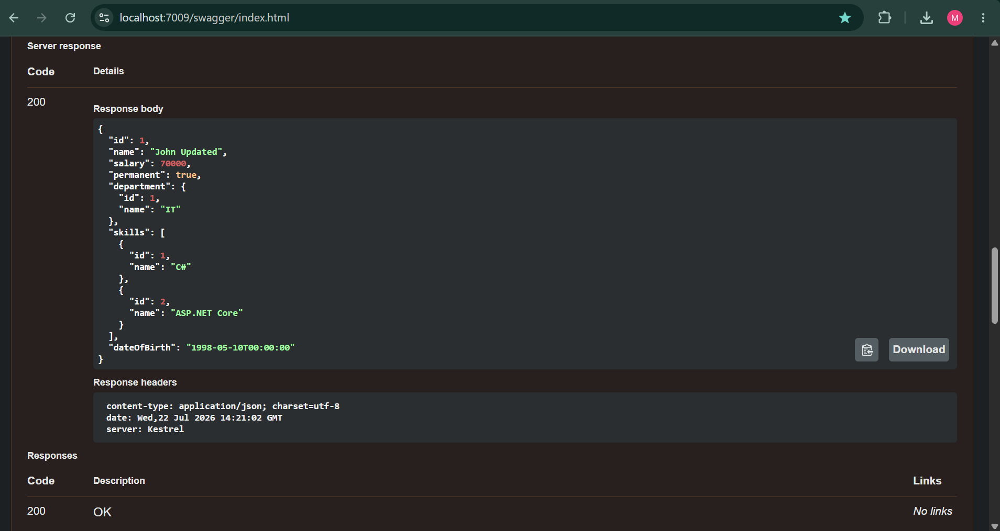 localhost:7009/swagger/index.html
M
Server response
Code Details
200
Response body
{
  "id": 1,
  "name": "John Updated",
  "salary": 70000,
  "permanent": true,
  "department": {
    "id": 1,
    "name": "IT"
  },
  "skills": [
    {
      "id": 1,
      "name": "C#"
    },
    {
      "id": 2,
      "name": "ASP.NET Core"
    }
  ],
  "dateOfBirth": "1998-05-10T00:00:00"
}
Download
Response headers
content-type: application/json; charset=utf-8
date: Wed,22 Jul 2026 14:21:02 GMT
server: Kestrel
Responses
Code Description Links
200 OK No links